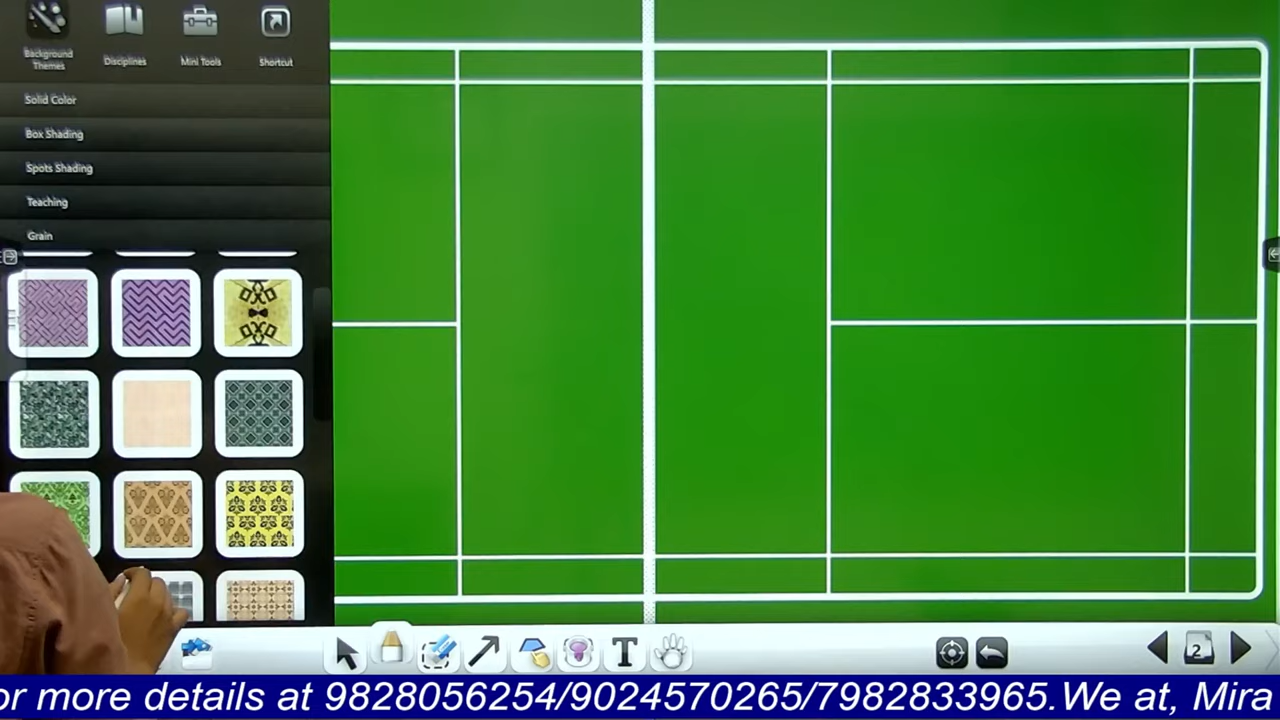 Background Themes
Disciplines
Mini Tools
Shortcut
Solid Color
Box Shading
Spots Shading
Teaching
Grain
T
2
or more details at 9828056254/9024570265/7982833965.We at, Mira